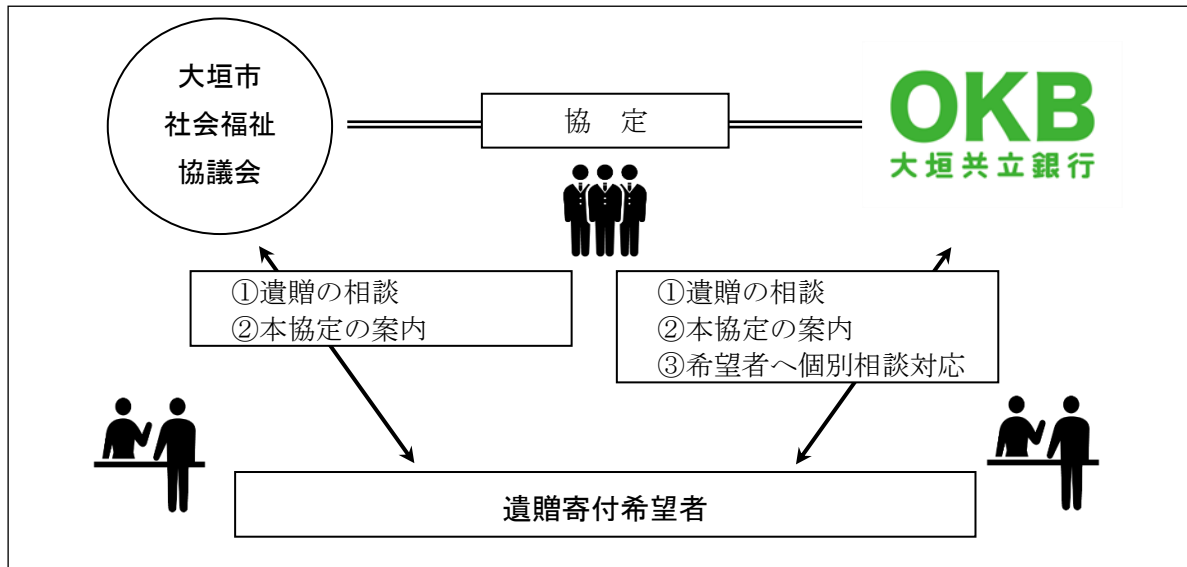 大垣市
社会福祉
協議会
協 定
OKB
大垣共立銀行
①遺贈の相談
②本協定の案内
①遺贈の相談
②本協定の案内
③希望者へ個別相談対応
遺贈寄付希望者